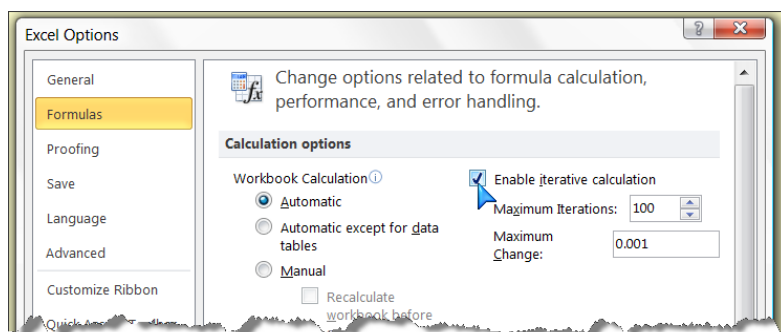 Excel Options
General
Formulas
Proofing
Save
Language
Advanced
Customize Ribbon
Change options related to formula calculation,
performance, and error handling.
Calculation options
Workbook Calculation
Automatic
Automatic except for data
tables
Manual
Recalculate
workbook before
Enable iterative calculation
Maximum Iterations: 100
Maximum
Change:
0.001